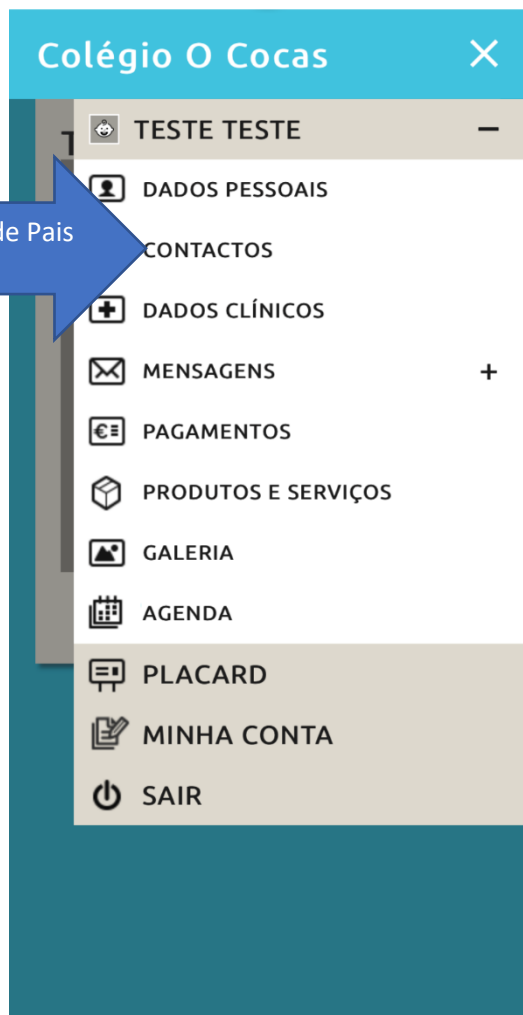 Colégio O Cocas
T
TESTE TESTE
DADOS PESSOAIS
de Pais
CONTACTOS
DADOS CLÍNICOS
MENSAGENS
PAGAMENTOS
PRODUTOS E SERVIÇOS
GALERIA
AGENDA
PLACARD
MINHA CONTA
SAIR